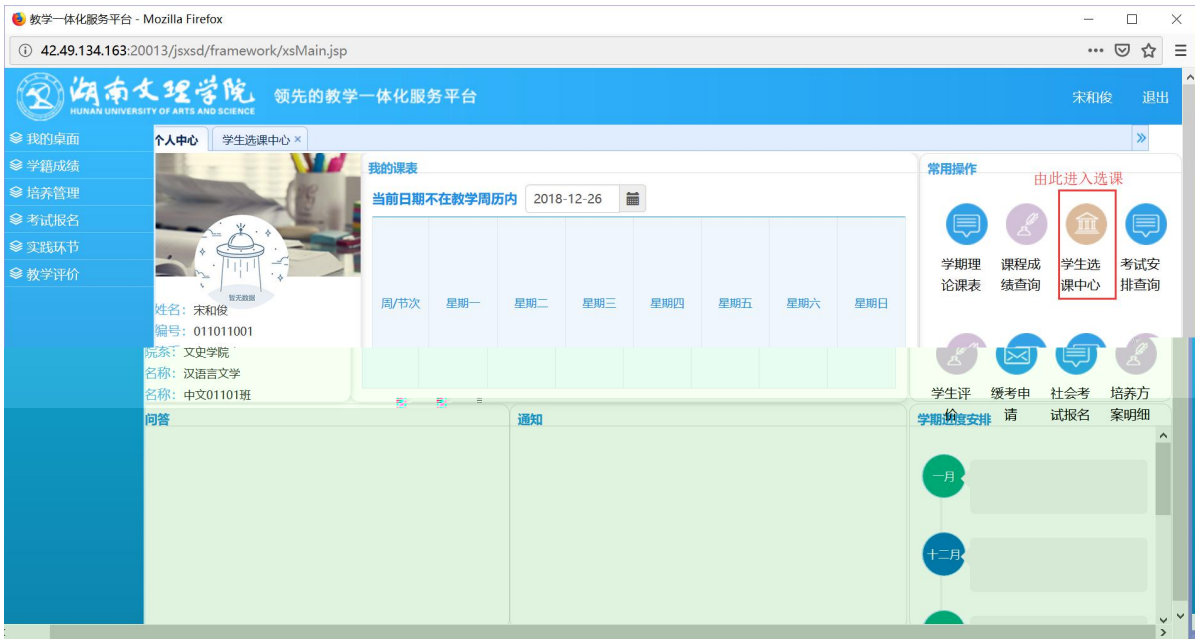 教学一体化服务平台 - Mozilla Firefox
42.49.134.163:20013/jsxsd/framework/xsMain.jsp
湖南文理学院
HUNAN UNIVERSITY OF ARTS AND SCIENCE
领先的教学一体化服务平台
宋和俊 退出
我的桌面
学籍成绩
培养管理
考试报名
实践环节
教学评价
个人中心 学生选课中心 ×
暂无数据
姓名：宋和俊
编号：011011001
院系：文史学院
名称：汉语言文学
名称：中文01101班
我的课表
当前日期不在教学周历内 2018-12-26
周/节次 星期一 星期二 星期三 星期四 星期五 星期六 星期日
常用操作
由此进入选课
学期理论课表
课程成绩查询
学生选课中心
考试安排查询
学生评价
缓考申请
社会考试报名
培养方案明细
问答
通知
学期进度安排
一月
十二月